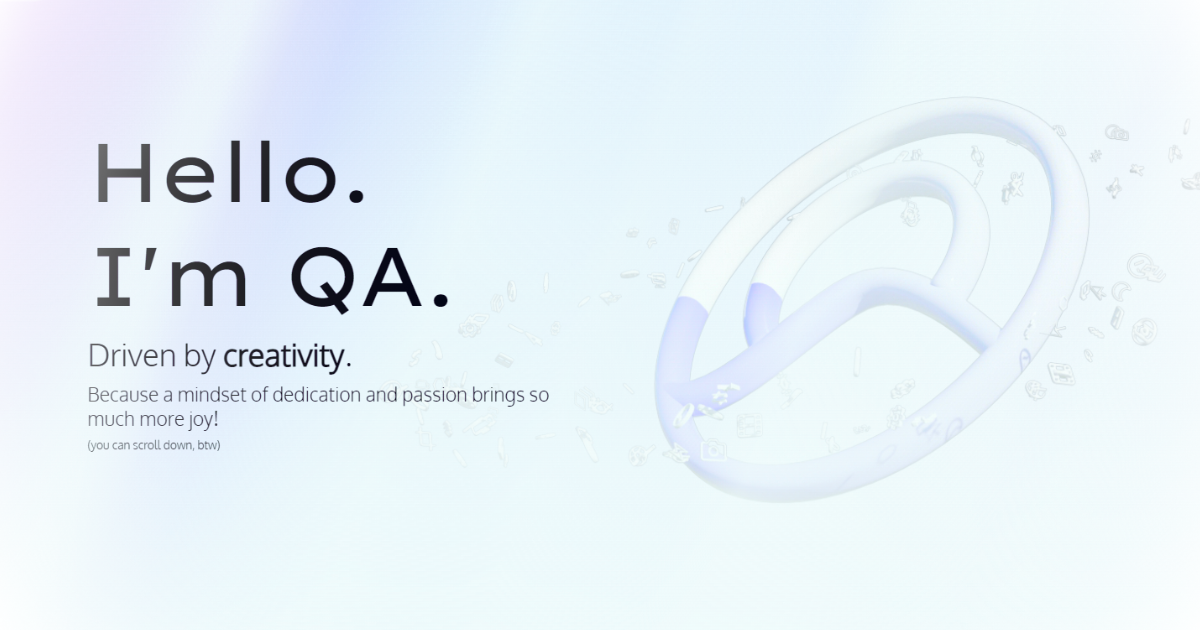 Hello.
I'm QA.
Driven by creativity.
Because a mindset of dedication and passion brings so
much more joy!
(you can scroll down, btw)